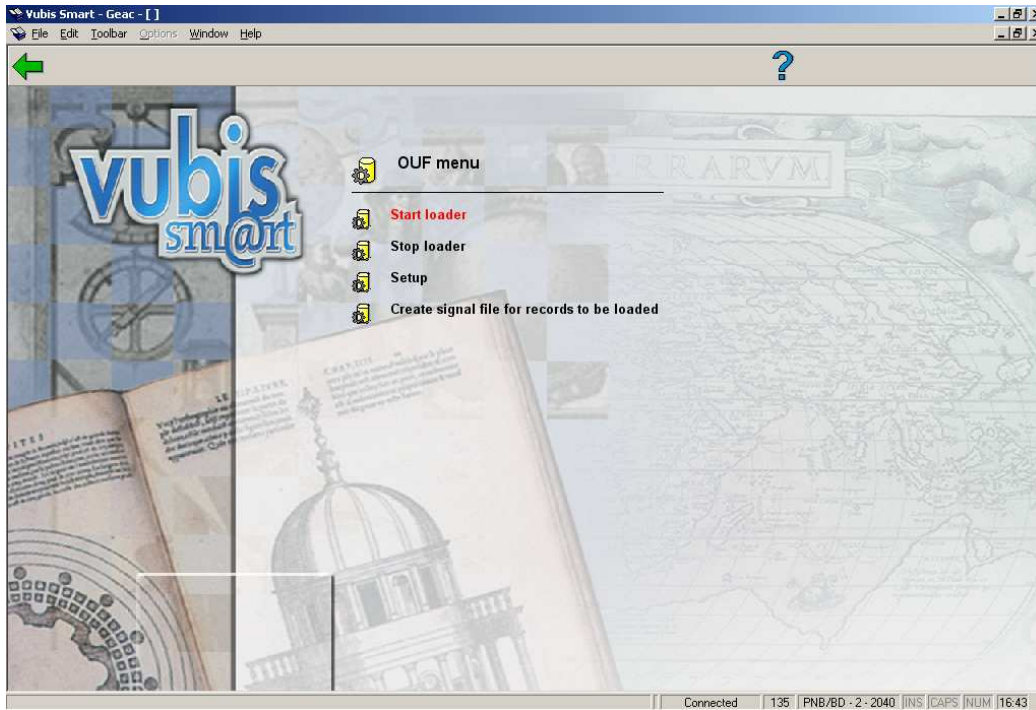 Vubis Smart - Geac - [ ]
File Edit Toolbar Options Window Help
?
vubis
sm@rt
OUF menu
Start loader
Stop loader
Setup
Create signal file for records to be loaded
RRARVM
Connected 135 PNB/BD - 2 - 2040 INS CAPS NUM 16:43